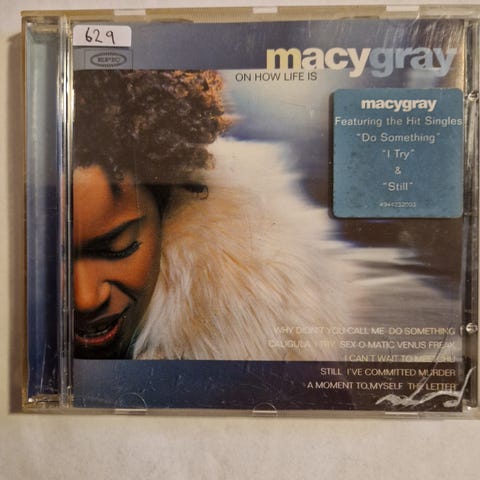 629
EPIC
macygray
ON HOW LIFE IS
macygray
Featuring the Hit Singles
"Do Something"
"I Try"
&
"Still"
4944232003
WHY DIDN'T YOU CALL ME DO SOMETHING
CALIGULA I TRY SEX-O-MATIC VENUS FREAK
I CAN'T WAIT TO MEETCHU
STILL I'VE COMMITTED MURDER
A MOMENT TO MYSELF THE LETTER